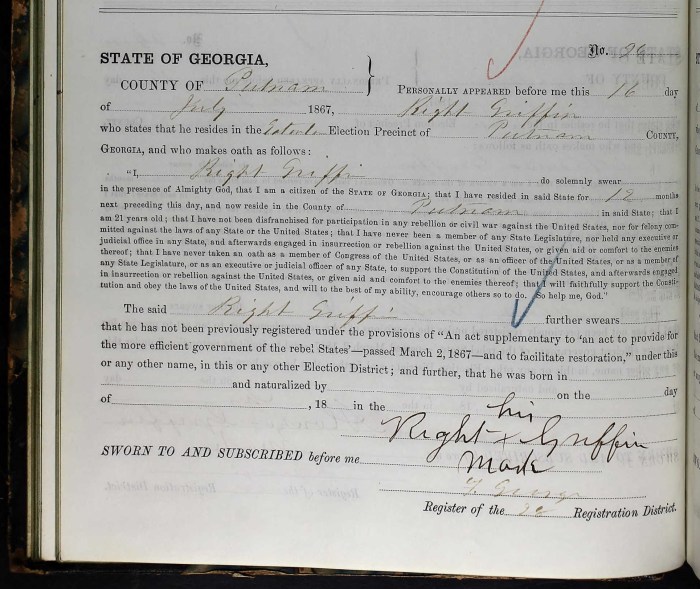 No. 26
STATE OF GEORGIA,
COUNTY OF Putnam } PERSONALLY APPEARED before me this 16 day
of July 1867, Right Griffin
who states that he resides in the Election Precinct of Putnam COUNTY,
GEORGIA, and who makes oath as follows:
"I, Right Griffin do solemnly swear
in the presence of Almighty God, that I am a citizen of the STATE OF GEORGIA; that I have resided in said State for 12 months
next preceding this day, and now reside in the County of Putnam in said State; that I
am 21 years old; that I have not been disfranchised for participation in any rebellion or civil war against the United States, nor for felony com-
mitted against the laws of any State or the United States; that I have never been a member of any State Legislature, nor held any executive or
judicial office in any State, and afterwards engaged in insurrection or rebellion against the United States, or given aid or comfort to the enemies
thereof; that I have never taken an oath as a member of Congress of the United States, or as an officer of the United States, or as a member of
any State Legislature, or as an executive or judicial officer of any State, to support the Constitution of the United States, and afterwards engaged
in insurrection or rebellion against the United States, or given aid and comfort to the enemies thereof; that I will faithfully support the Consti-
tution and obey the laws of the United States, and will to the best of my ability, encourage others so to do. So help me, God."
The said Right Griffin further swears
that he has not been previously registered under the provisions of "An act supplementary to 'an act to provide for
the more efficient government of the rebel States'—passed March 2, 1867—and to facilitate restoration," under this
or any other name, in this or any other Election District; and further, that he was born in
and naturalized by on the day
of , 18 in the
his
Right x Griffin
SWORN TO AND SUBSCRIBED before me mark
Register of the Registration District.